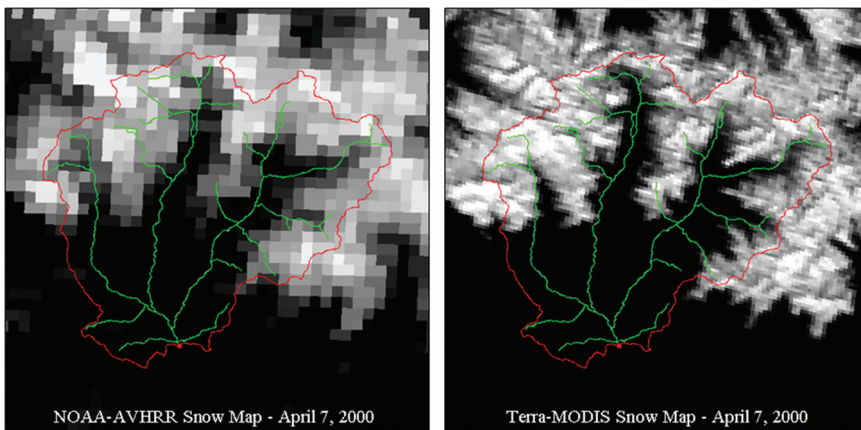 NOAA-AVHRR Snow Map - April 7, 2000
Terra-MODIS Snow Map - April 7, 2000